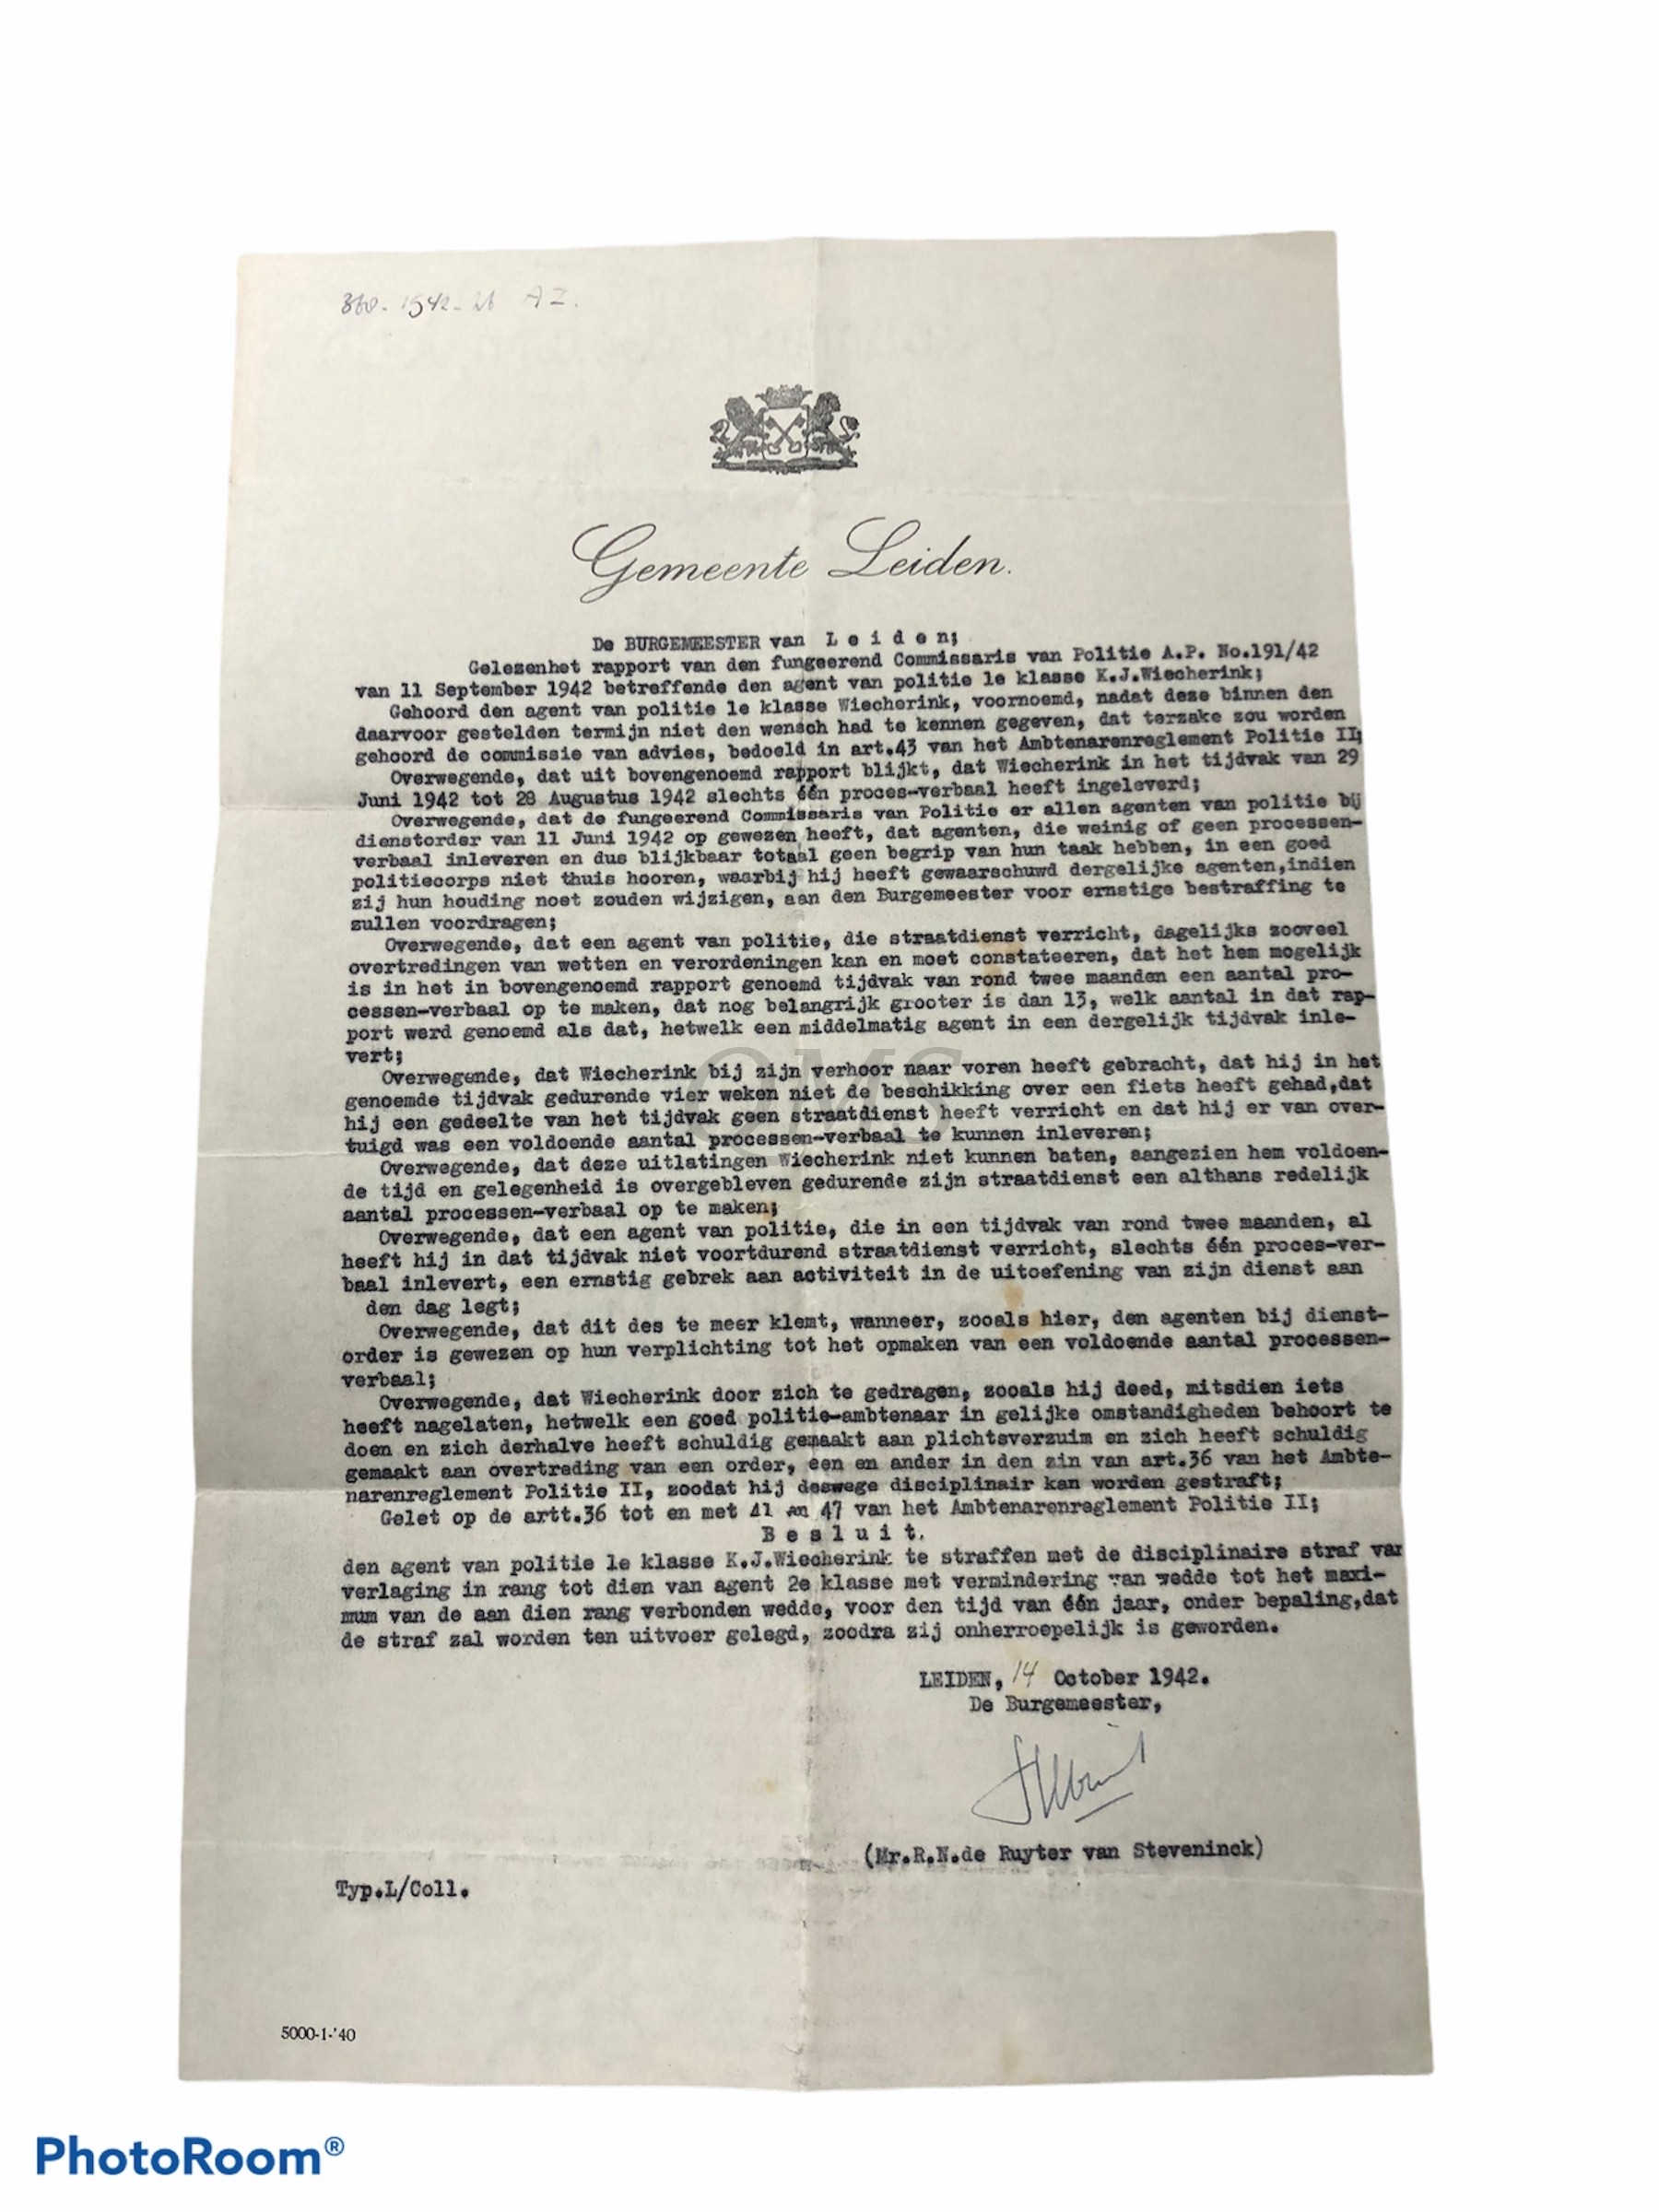 AZ.
Gemeente Leiden.
De BURGEMEESTER van L e i d e n;
Gelezenhet rapport van den fungeerend Commissaris van Politie A.P. No.191/42
van 11 September 1942 betreffende den agent van politie 1e klasse K.J.Wiecherink;
Gehoord den agent van politie 1e klasse Wiecherink, voornoemd, nadat deze binnen den
daarvoor gestelden termijn niet den wensch had te kennen gegeven, dat terzake zou worden
gehoord de commissie van advies, bedoeld in art.43 van het Ambtenarenreglement Politie II;
Overwegende, dat uit bovengenoemd rapport blijkt, dat Wiecherink in het tijdvak van 29
Juni 1942 tot 28 Augustus 1942 slechts één proces-verbaal heeft ingeleverd;
Overwegende, dat de fungeerend Commissaris van Politie er allen agenten van politie bij
dienstorder van 11 Juni 1942 op gewezen heeft, dat agenten, die weinig of geen processen-
verbaal inleveren en dus blijkbaar totaal geen begrip van hun taak hebben, in een goed
politiecorps niet thuis hooren, waarbij hij heeft gewaarschuwd dergelijke agenten,indien
zij hun houding noet zouden wijzigen, aan den Burgemeester voor ernstige bestraffing te
zullen voordragen;
Overwegende, dat een agent van politie, die straatdienst verricht, dagelijks zooveel
overtredingen van wetten en verordeningen kan en moet constateeren, dat het hem mogelijk
is in het in bovengenoemd rapport genoemd tijdvak van rond twee maanden een aantal pro-
cessen-verbaal op te maken, dat nog belangrijk grooter is dan 13, welk aantal in dat rap-
port werd genoemd als dat, hetwelk een middelmatig agent in een dergelijk tijdvak inle-
vert;
Overwegende, dat Wiecherink bij zijn verhoor naar voren heeft gebracht, dat hij in het
genoemde tijdvak gedurende vier weken niet de beschikking over een fiets heeft gehad,dat
hij een gedeelte van het tijdvak geen straatdienst heeft verricht en dat hij er van over-
tuigd was een voldoende aantal processen-verbaal te kunnen inleveren;
Overwegende, dat deze uitlatingen Wiecherink niet kunnen baten, aangezien hem voldoen-
de tijd en gelegenheid is overgebleven gedurende zijn straatdienst een althans redelijk
aantal processen-verbaal op te maken;
Overwegende, dat een agent van politie, die in een tijdvak van rond twee maanden, al
heeft hij in dat tijdvak niet voortdurend straatdienst verricht, slechts één proces-ver-
baal inlevert, een ernstig gebrek aan activiteit in de uitoefening van zijn dienst aan
den dag legt;
Overwegende, dat dit des te meer klemt, wanneer, zooals hier, den agenten bij dienst-
order is gewezen op hun verplichting tot het opmaken van een voldoende aantal processen-
verbaal;
Overwegende, dat Wiecherink door zich te gedragen, zooals hij deed, mitsdien iets
heeft nagelaten, hetwelk een goed politie-ambtenaar in gelijke omstandigheden behoort te
doen en zich derhalve heeft schuldig gemaakt aan plichtsverzuim en zich heeft schuldig
gemaakt aan overtreding van een order, een en ander in den zin van art.36 van het Ambte-
narenreglement Politie II, zoodat hij deswege disciplinair kan worden gestraft;
Gelet op de artt.36 tot en met 41 en 47 van het Ambtenarenreglement Politie II;
B e s l u i t.
den agent van politie 1e klasse K.J.Wiecherink te straffen met de disciplinaire straf van
verlaging in rang tot dien van agent 2e klasse met vermindering van wedde tot het maxi-
mum van de aan dien rang verbonden wedde, voor den tijd van één jaar, onder bepaling,dat
de straf zal worden ten uitvoer gelegd, zoodra zij onherroepelijk is geworden.
LEIDEN, 14 October 1942.
De Burgemeester,
(Mr.R.N.de Ruyter van Steveninck)
Typ.L/Coll.
5000-1-'40
QMS
PhotoRoom®